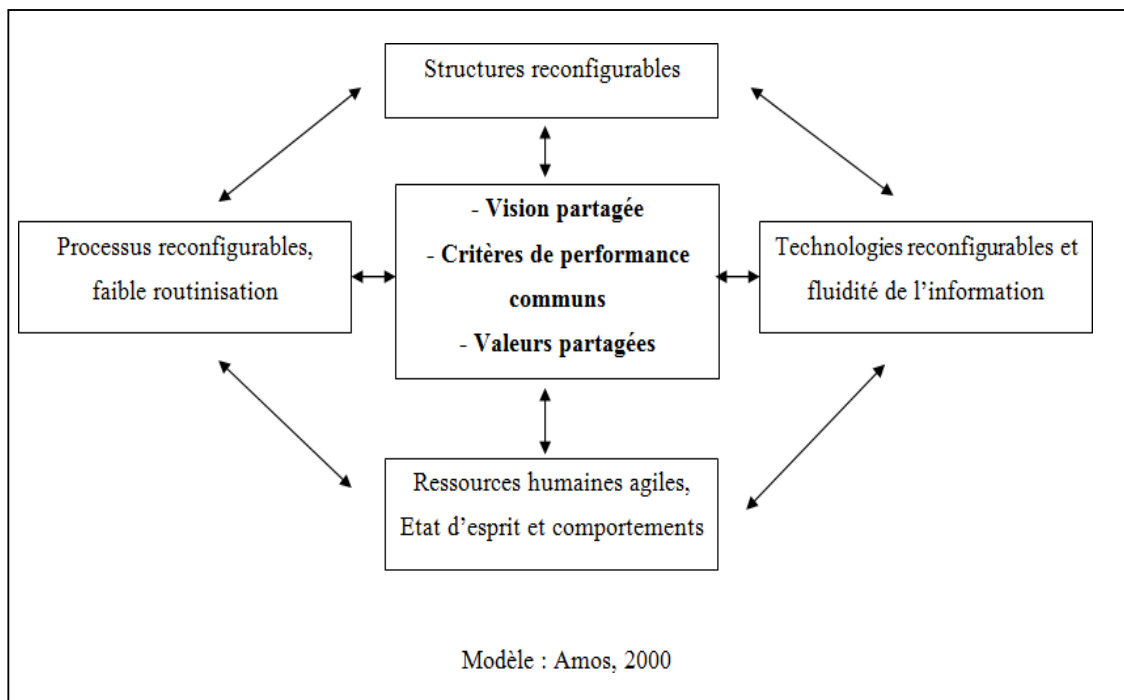 Structures reconfigurables
- Vision partagée
- Critères de performance
communs
- Valeurs partagées
Processus reconfigurables,
faible routinisation
Technologies reconfigurables et
fluidité de l’information
Ressources humaines agiles,
Etat d’esprit et comportements
Modèle : Amos, 2000